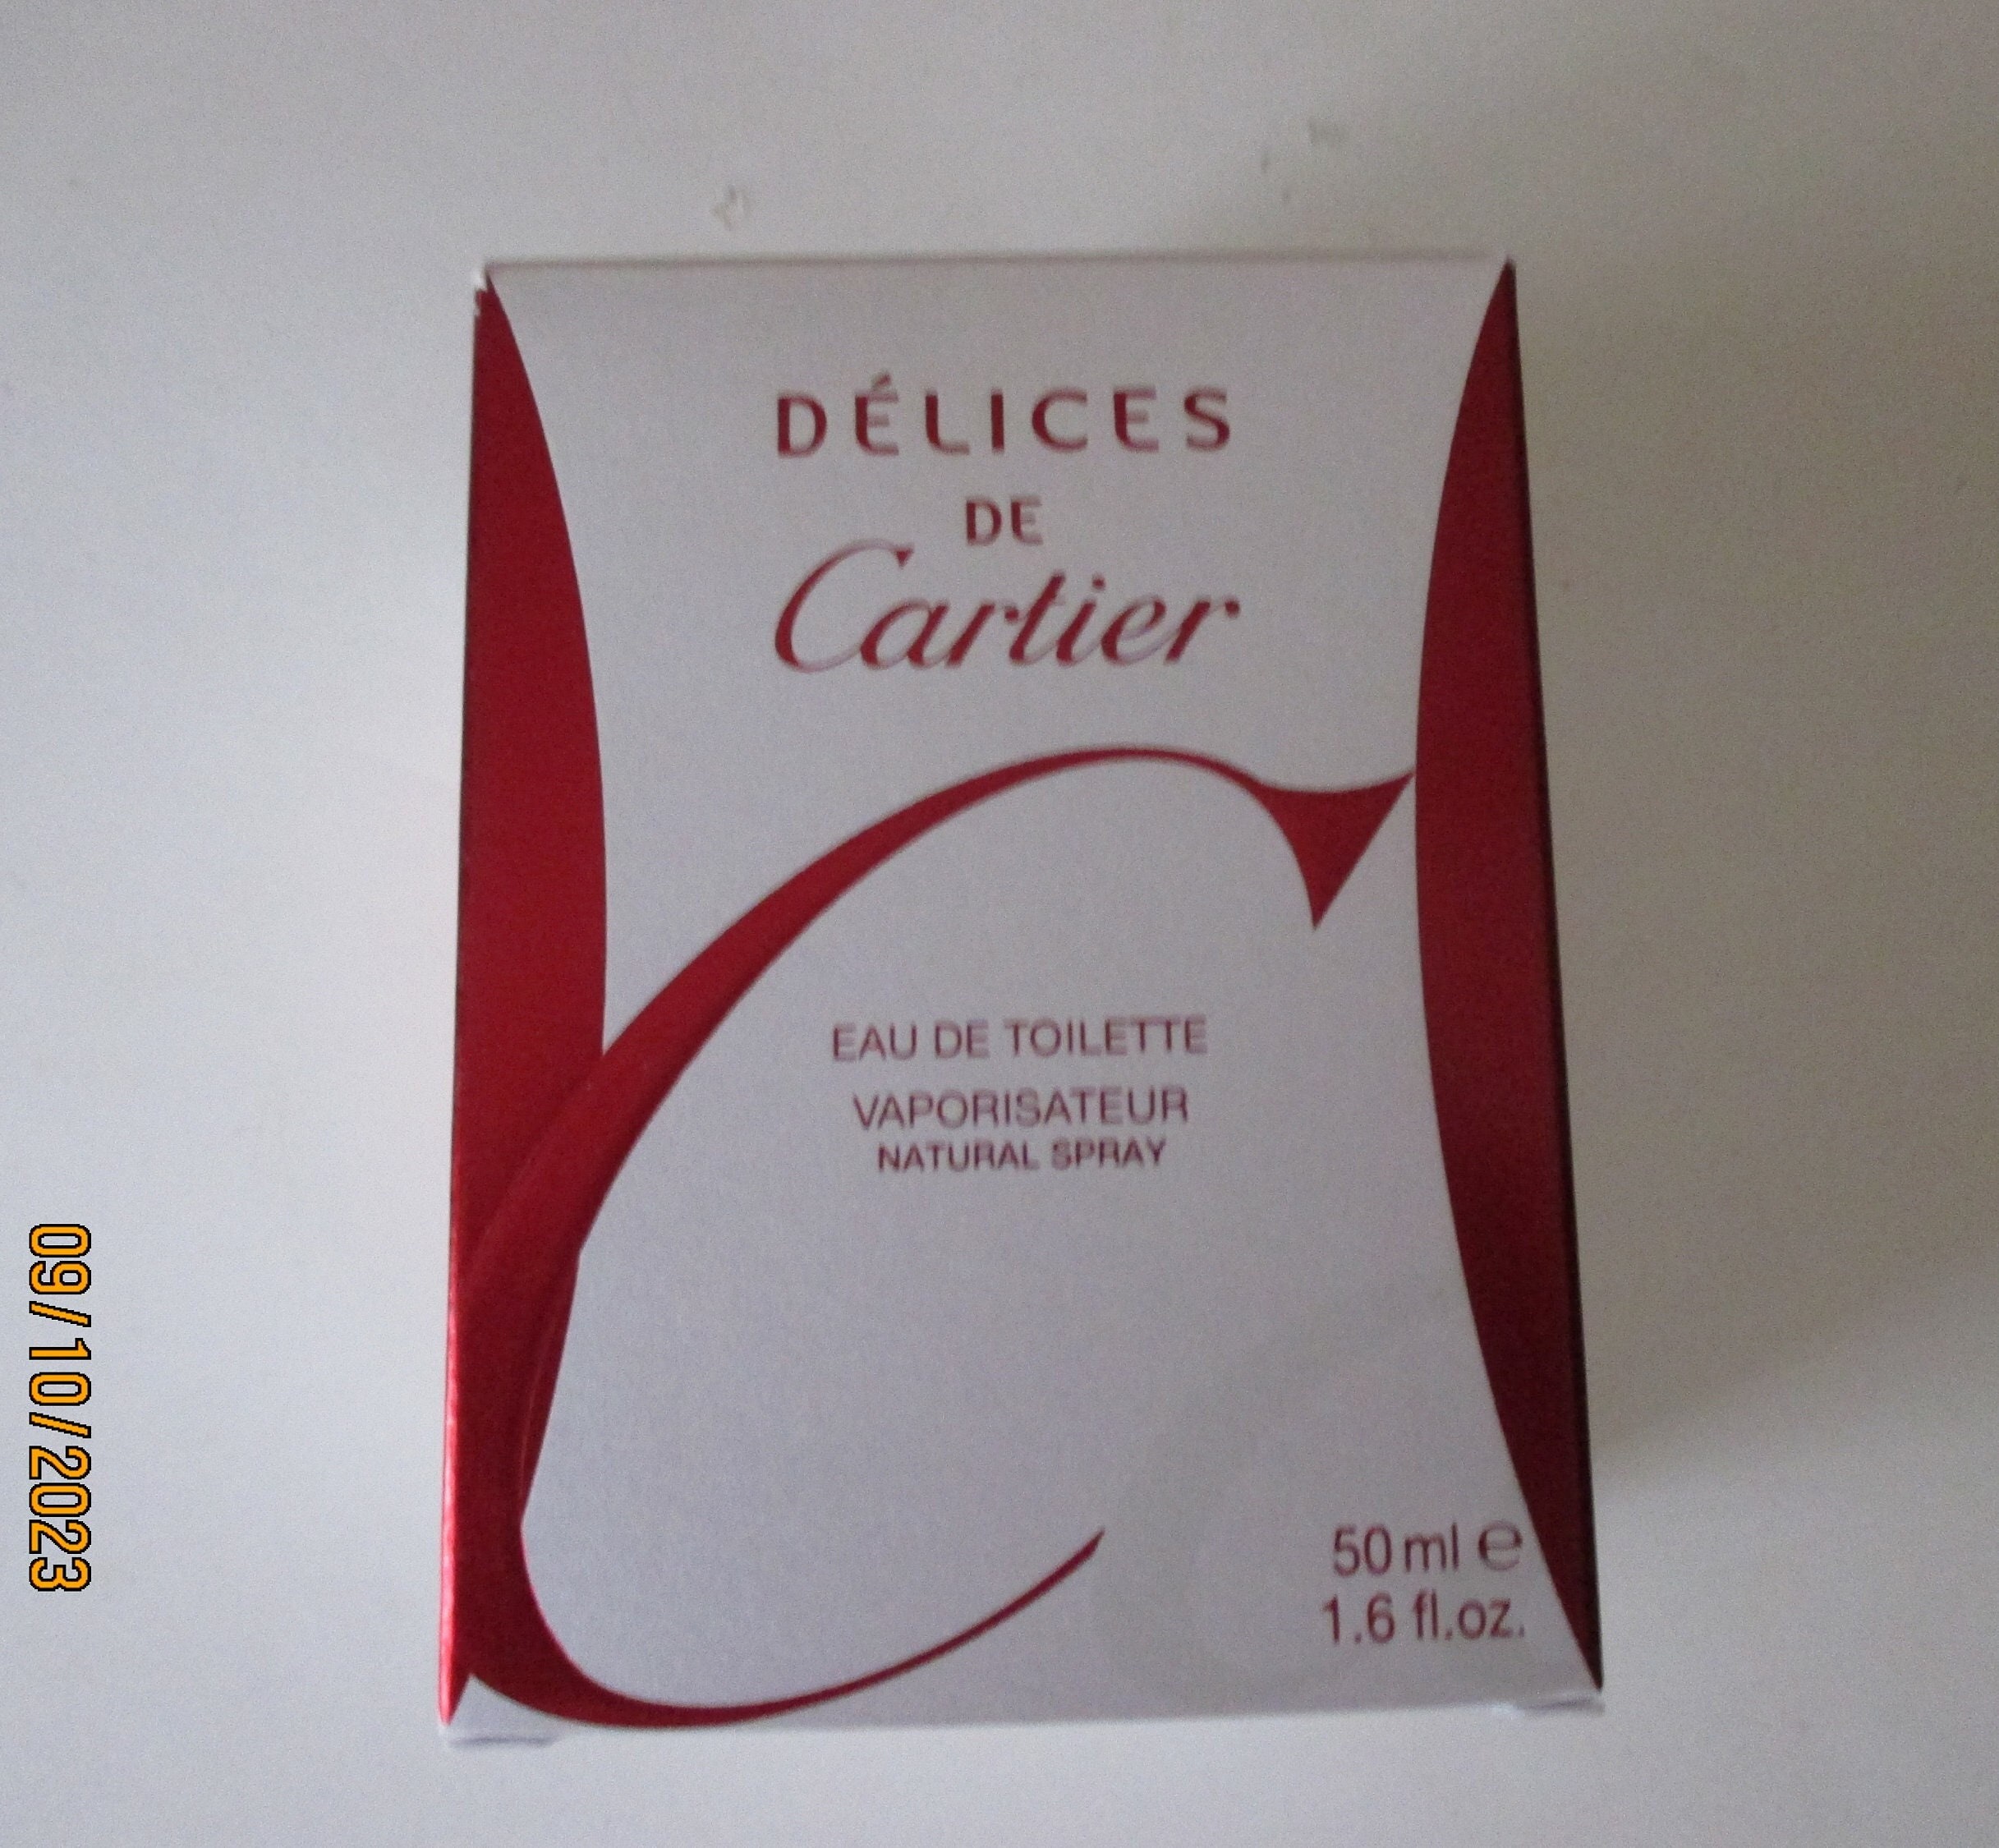 DÉLICES
DE
Cartier
EAU DE TOILETTE
VAPORISATEUR
NATURAL SPRAY
50 ml ℮
1.6 fl.oz.
09/10/2023